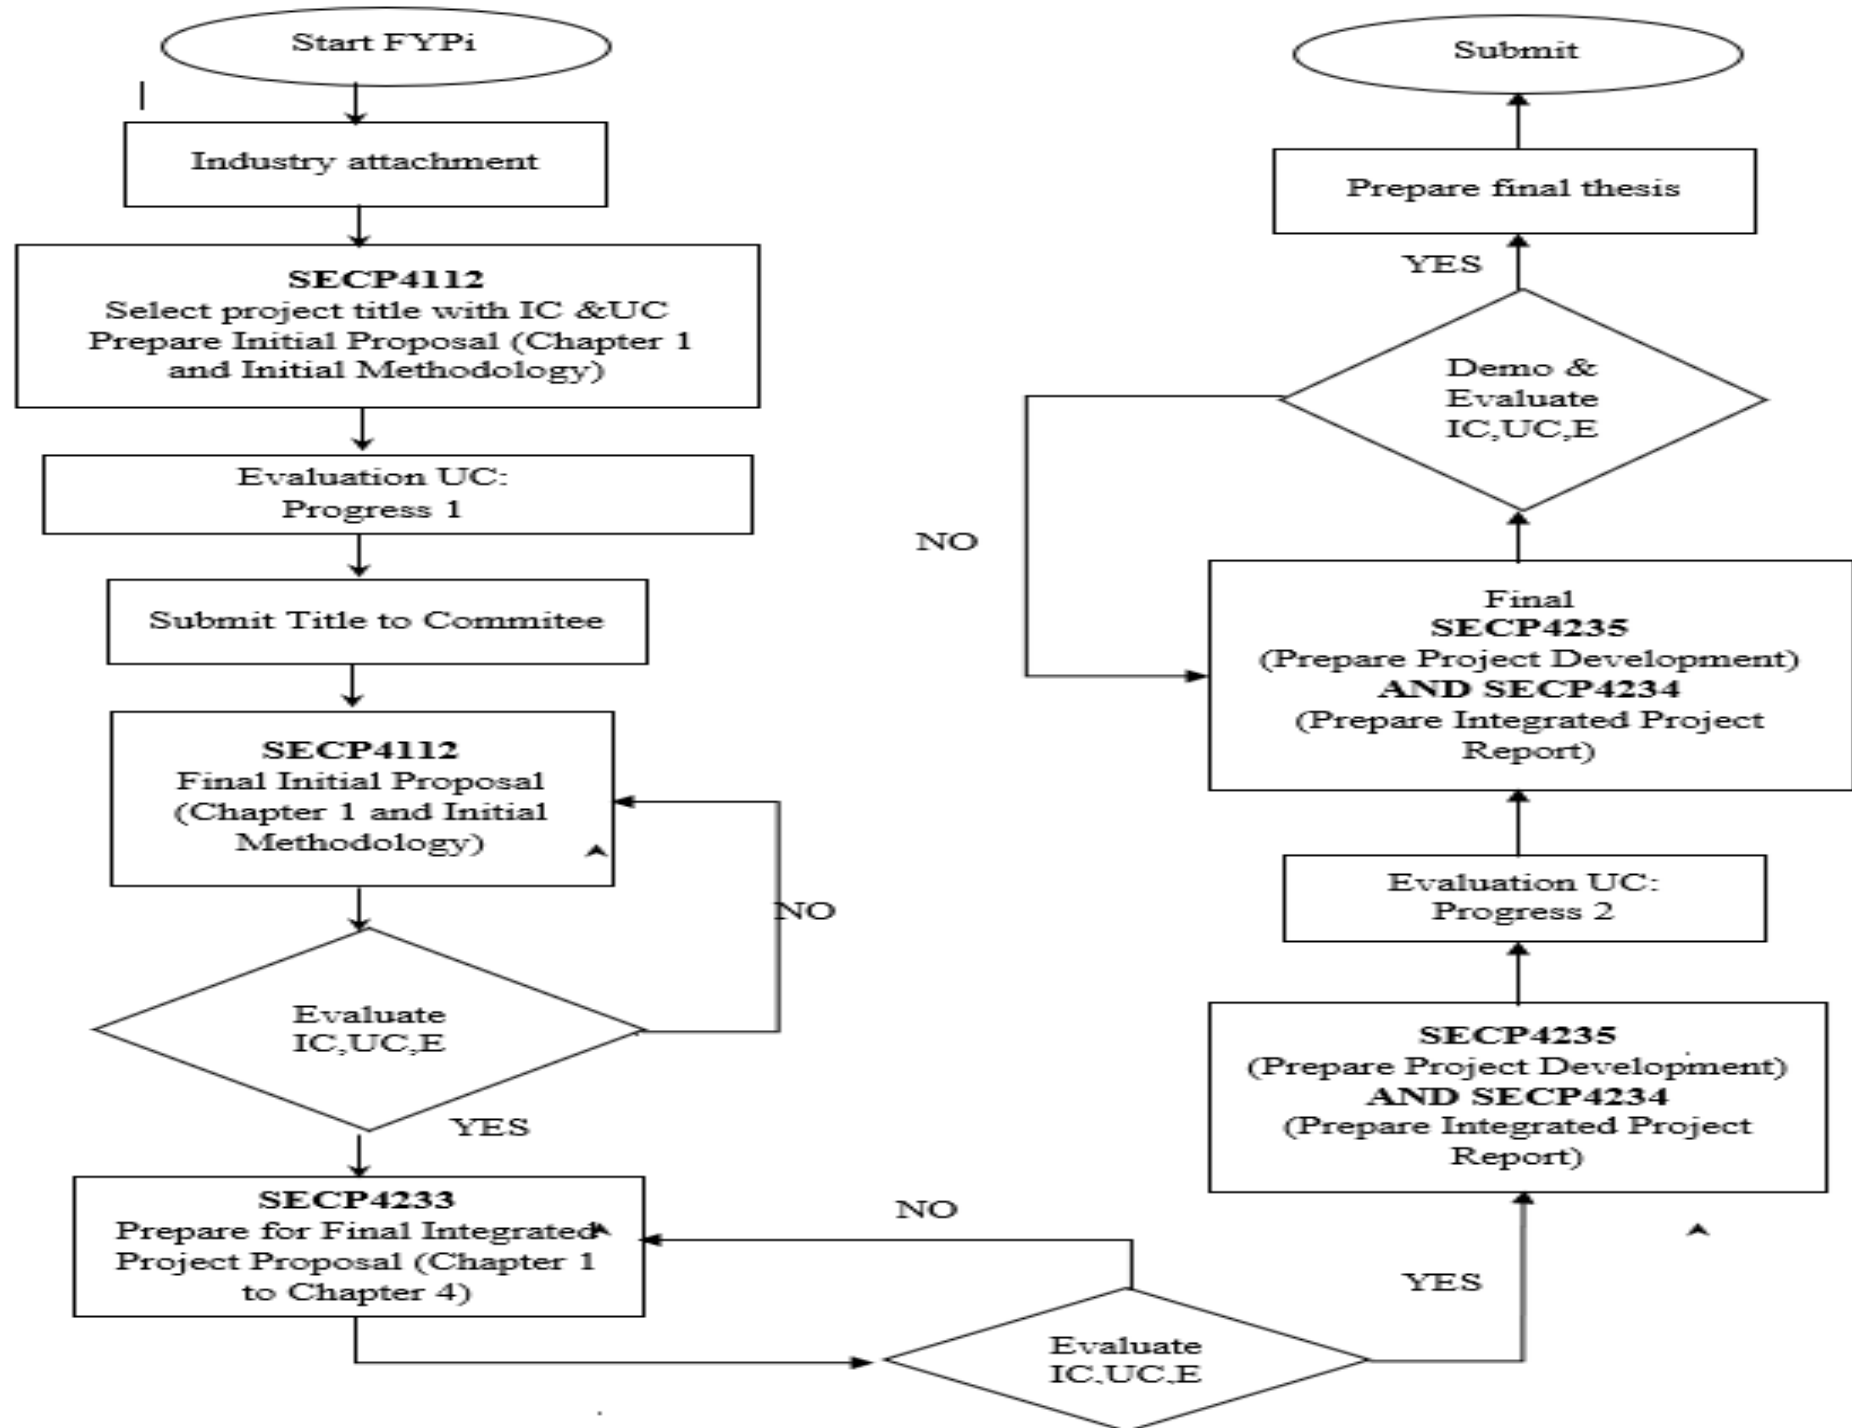 Start FYPi
Industry attachment
SECP4112
Select project title with IC &UC
Prepare Initial Proposal (Chapter 1
and Initial Methodology)
Evaluation UC:
Progress 1
Submit Title to Commitee
SECP4112
Final Initial Proposal
(Chapter 1 and Initial
Methodology)
NO
Evaluate
IC,UC,E
YES
SECP4233
Prepare for Final Integrated
Project Proposal (Chapter 1
to Chapter 4)
NO
Evaluate
IC,UC,E
YES
SECP4235
(Prepare Project Development)
AND SECP4234
(Prepare Integrated Project
Report)
Evaluation UC:
Progress 2
Final
SECP4235
(Prepare Project Development)
AND SECP4234
(Prepare Integrated Project
Report)
NO
Demo &
Evaluate
IC,UC,E
YES
Prepare final thesis
Submit